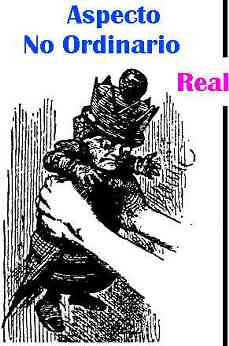 Aspecto
No Ordinario
Real